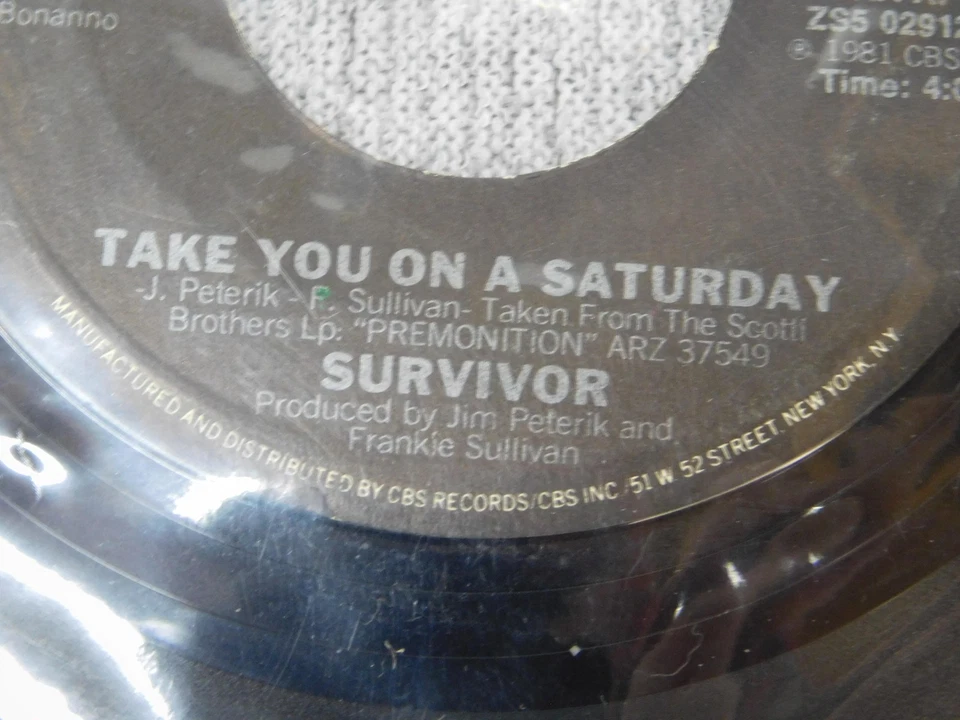 Bonanno
ZS5 02912
℗ 1981 CBS
Time: 4:0
TAKE YOU ON A SATURDAY
-J. Peterik - F. Sullivan- Taken From The Scotti
Brothers Lp: "PREMONITION" ARZ 37549
SURVIVOR
Produced by Jim Peterik and
Frankie Sullivan
MANUFACTURED AND DISTRIBUTED BY CBS RECORDS/CBS INC /51 W 52 STREET NEW YORK, N.Y.